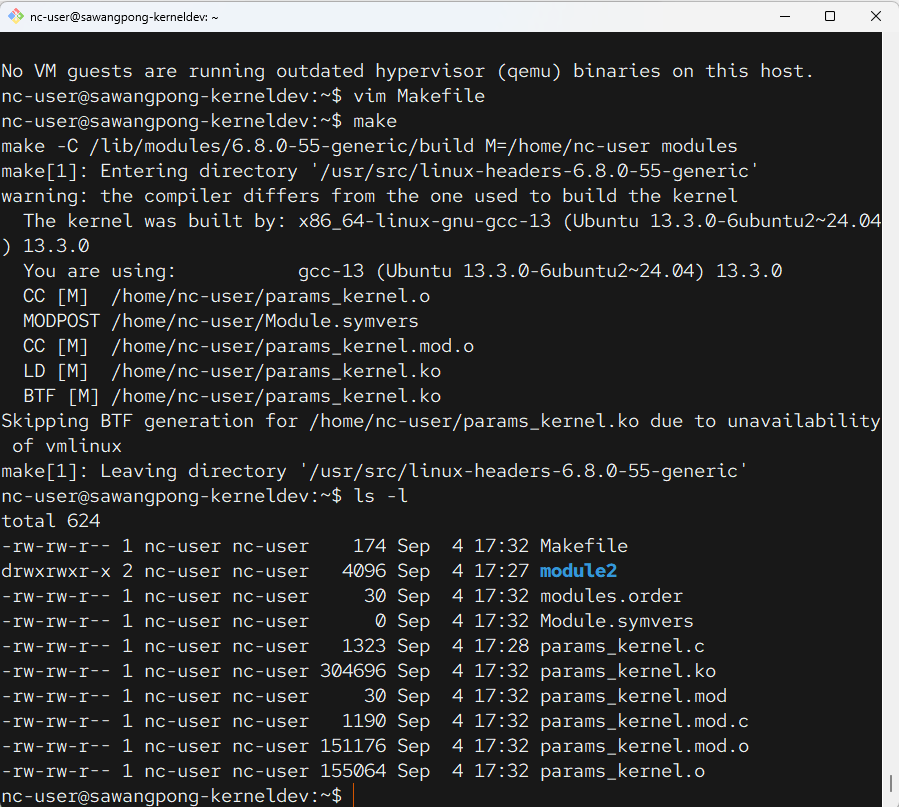 nc-user@sawangpong-kerneldev: ~
No VM guests are running outdated hypervisor (qemu) binaries on this host.
nc-user@sawangpong-kerneldev:~$ vim Makefile
nc-user@sawangpong-kerneldev:~$ make
make -C /lib/modules/6.8.0-55-generic/build M=/home/nc-user modules
make[1]: Entering directory '/usr/src/linux-headers-6.8.0-55-generic'
warning: the compiler differs from the one used to build the kernel
  The kernel was built by: x86_64-linux-gnu-gcc-13 (Ubuntu 13.3.0-6ubuntu2~24.04
) 13.3.0
  You are using:           gcc-13 (Ubuntu 13.3.0-6ubuntu2~24.04) 13.3.0
  CC [M]  /home/nc-user/params_kernel.o
  MODPOST /home/nc-user/Module.symvers
  CC [M]  /home/nc-user/params_kernel.mod.o
  LD [M]  /home/nc-user/params_kernel.ko
  BTF [M] /home/nc-user/params_kernel.ko
Skipping BTF generation for /home/nc-user/params_kernel.ko due to unavailability
 of vmlinux
make[1]: Leaving directory '/usr/src/linux-headers-6.8.0-55-generic'
nc-user@sawangpong-kerneldev:~$ ls -l
total 624
-rw-rw-r-- 1 nc-user nc-user    174 Sep  4 17:32 Makefile
drwxrwxr-x 2 nc-user nc-user   4096 Sep  4 17:27 module2
-rw-rw-r-- 1 nc-user nc-user     30 Sep  4 17:32 modules.order
-rw-rw-r-- 1 nc-user nc-user      0 Sep  4 17:32 Module.symvers
-rw-rw-r-- 1 nc-user nc-user   1323 Sep  4 17:28 params_kernel.c
-rw-rw-r-- 1 nc-user nc-user 304696 Sep  4 17:32 params_kernel.ko
-rw-rw-r-- 1 nc-user nc-user     30 Sep  4 17:32 params_kernel.mod
-rw-rw-r-- 1 nc-user nc-user   1190 Sep  4 17:32 params_kernel.mod.c
-rw-rw-r-- 1 nc-user nc-user 151176 Sep  4 17:32 params_kernel.mod.o
-rw-rw-r-- 1 nc-user nc-user 155064 Sep  4 17:32 params_kernel.o
nc-user@sawangpong-kerneldev:~$